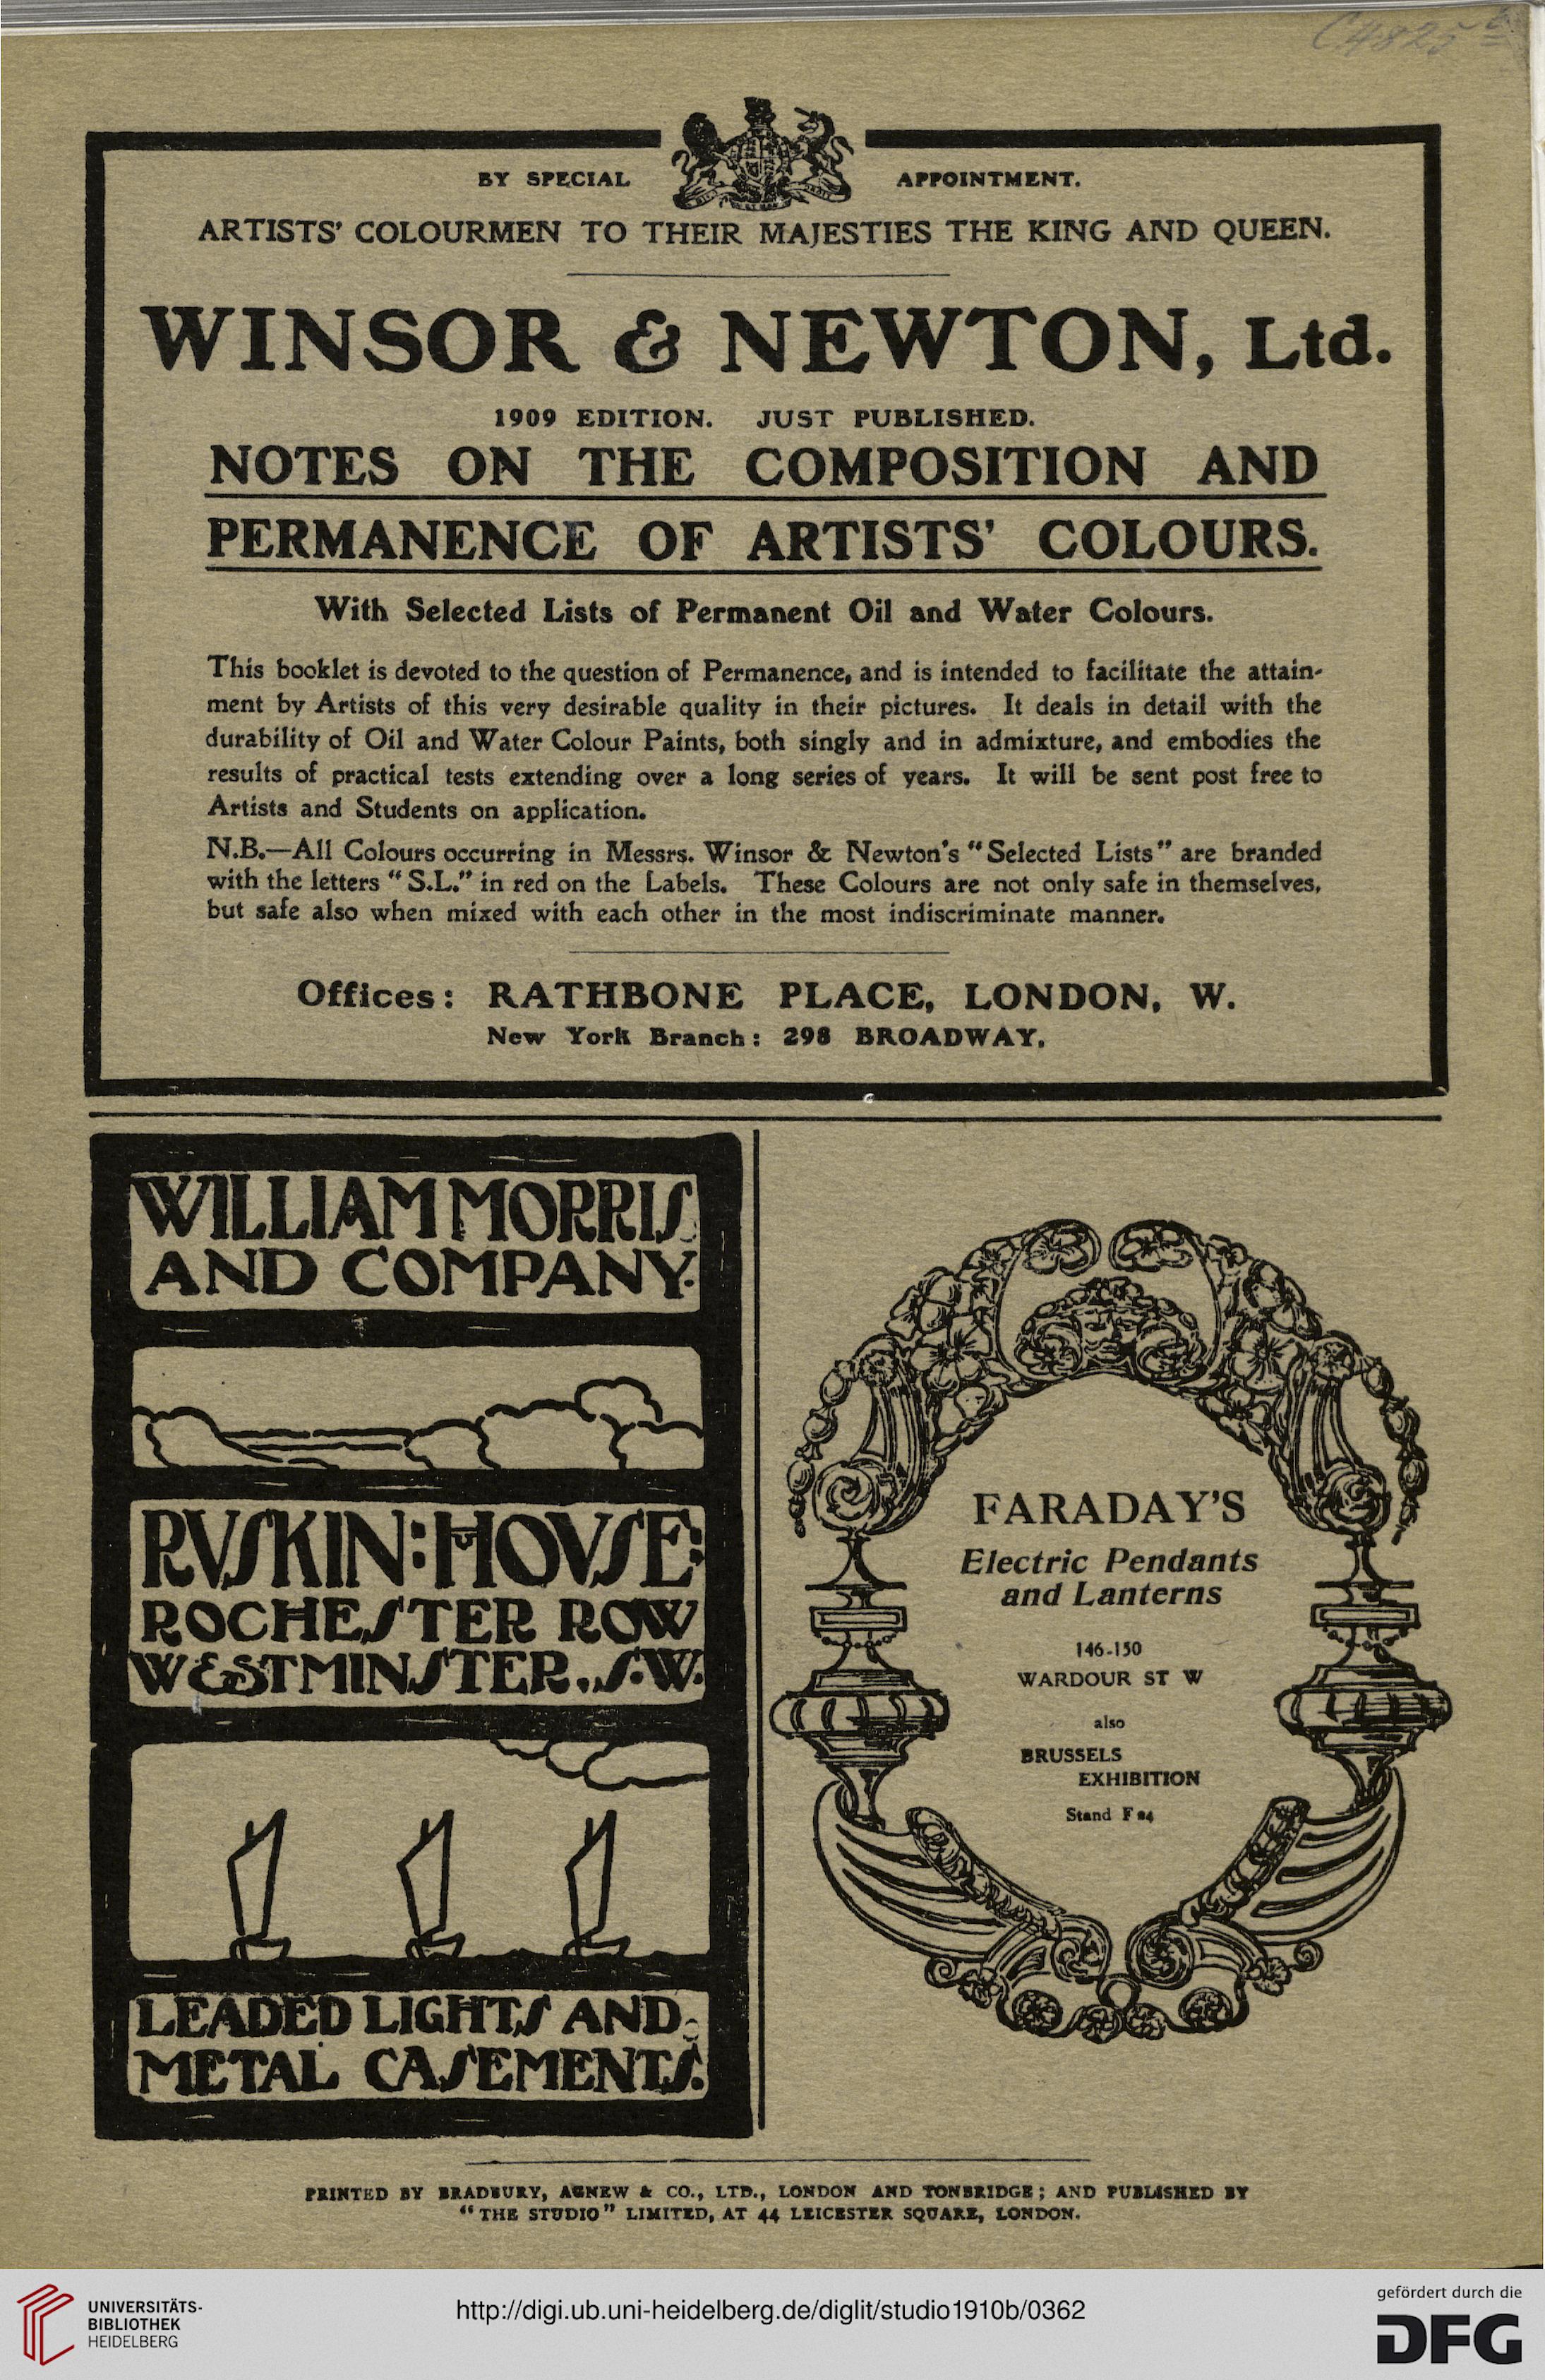 C4825
BY SPECIAL APPOINTMENT.
ARTISTS' COLOURMEN TO THEIR MAJESTIES THE KING AND QUEEN.
WINSOR & NEWTON, Ltd.
1909 EDITION. JUST PUBLISHED.
NOTES ON THE COMPOSITION AND
PERMANENCE OF ARTISTS' COLOURS.
With Selected Lists of Permanent Oil and Water Colours.
This booklet is devoted to the question of Permanence, and is intended to facilitate the attain-
ment by Artists of this very desirable quality in their pictures. It deals in detail with the
durability of Oil and Water Colour Paints, both singly and in admixture, and embodies the
results of practical tests extending over a long series of years. It will be sent post free to
Artists and Students on application.
N.B.—All Colours occurring in Messrs. Winsor & Newton's "Selected Lists" are branded
with the letters "S.L." in red on the Labels. These Colours are not only safe in themselves,
but safe also when mixed with each other in the most indiscriminate manner.
Offices: RATHBONE PLACE, LONDON, W.
New York Branch: 298 BROADWAY.
WILLIAM MORRIS
AND COMPANY.
RVSKIN:HOVSE:
ROCHESTER ROW
WESTMINSTER..S.W.
LEADED LIGHTS AND
METAL CASEMENTS.
FARADAY'S
Electric Pendants
and Lanterns
146-150
WARDOUR ST W
also
BRUSSELS
EXHIBITION
Stand F 24
PRINTED BY BRADBURY, AGNEW & CO., LTD., LONDON AND TONBRIDGE; AND PUBLISHED BY
"THE STUDIO" LIMITED, AT 44 LEICESTER SQUARE, LONDON.
UNIVERSITÄTS-
BIBLIOTHEK
HEIDELBERG
http://digi.ub.uni-heidelberg.de/diglit/studio1910b/0362
gefördert durch die
DFG